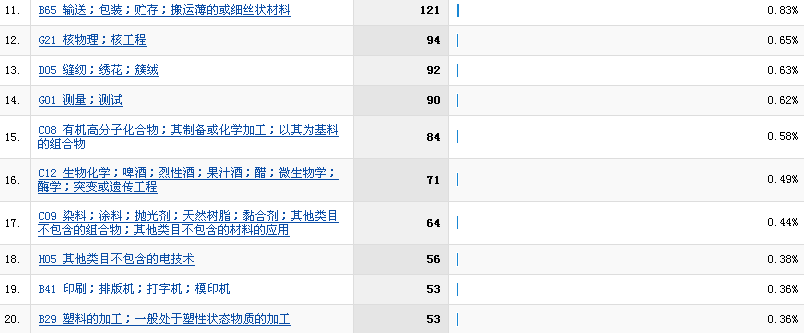 11. B65 输送；包装；贮存；搬运薄的或细丝状材料 121 0.83%
12. G21 核物理；核工程 94 0.65%
13. D05 缝纫；绣花；簇绒 92 0.63%
14. G01 测量；测试 90 0.62%
15. C08 有机高分子化合物；其制备或化学加工；以其为基料 84 0.58%
的组合物
16. C12 生物化学；啤酒；烈性酒；果汁酒；醋；微生物学； 71 0.49%
酶学；突变或遗传工程
17. C09 染料；涂料；抛光剂；天然树脂；黏合剂；其他类目 64 0.44%
不包含的组合物；其他类目不包含的材料的应用
18. H05 其他类目不包含的电技术 56 0.38%
19. B41 印刷；排版机；打字机；模印机 53 0.36%
20. B29 塑料的加工；一般处于塑性状态物质的加工 53 0.36%